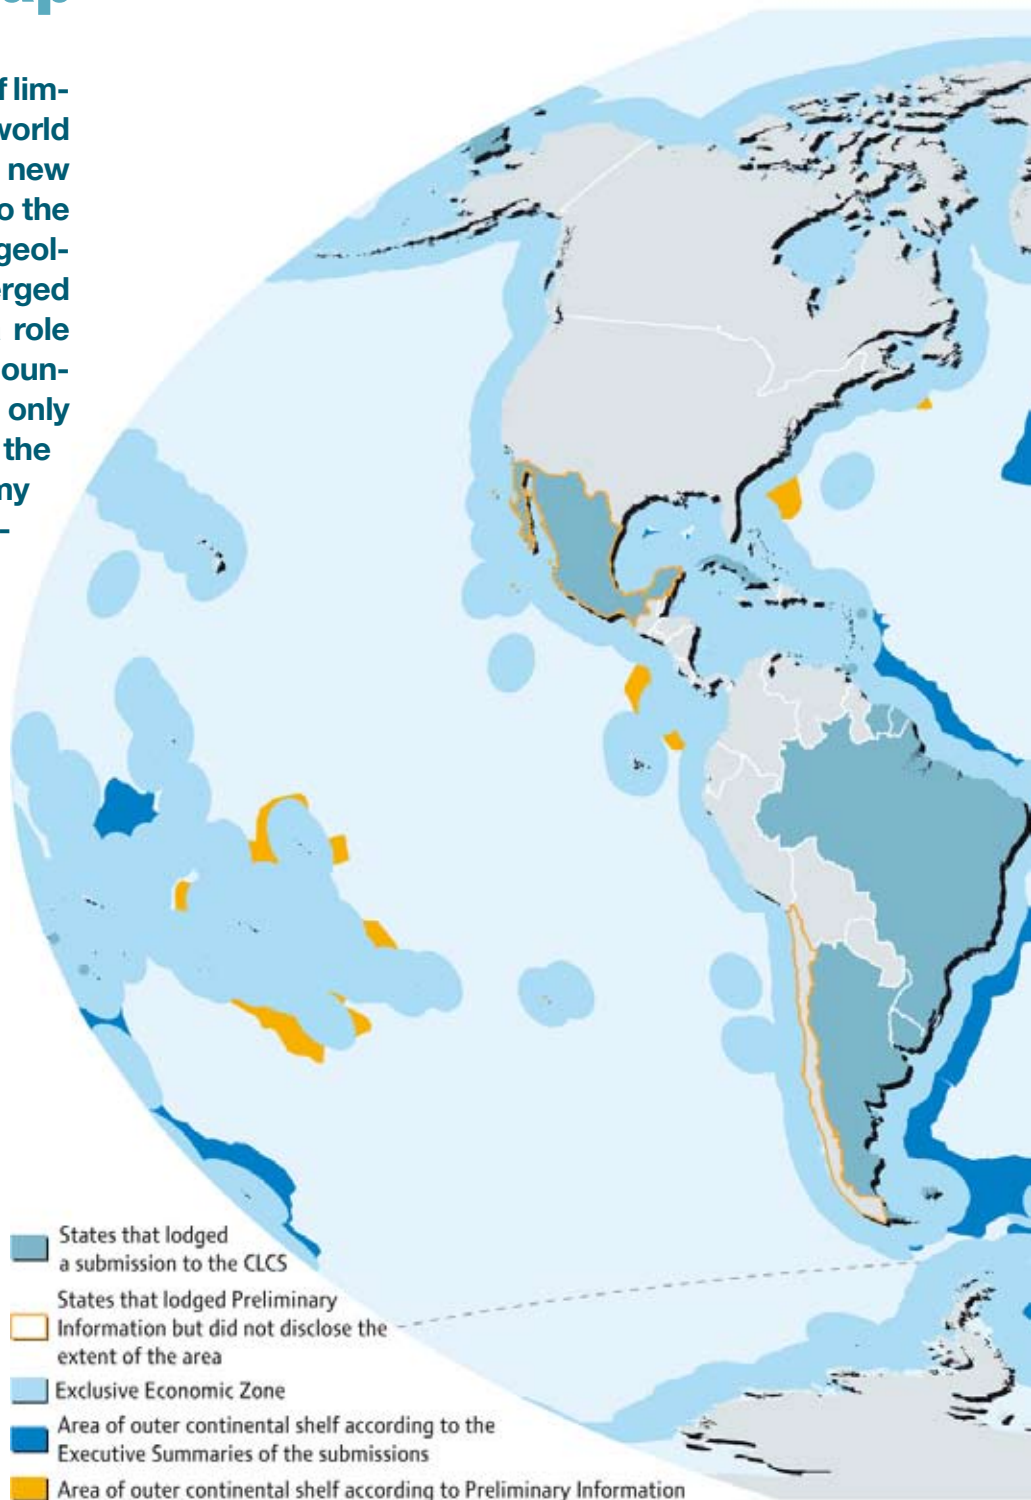 up
f lim-
world
new
o the
geol-
erged
role
oun-
only
the
ny
-
States that lodged
a submission to the CLCS
States that lodged Preliminary
Information but did not disclose the
extent of the area
Exclusive Economic Zone
Area of outer continental shelf according to the
Executive Summaries of the submissions
Area of outer continental shelf according to Preliminary Information